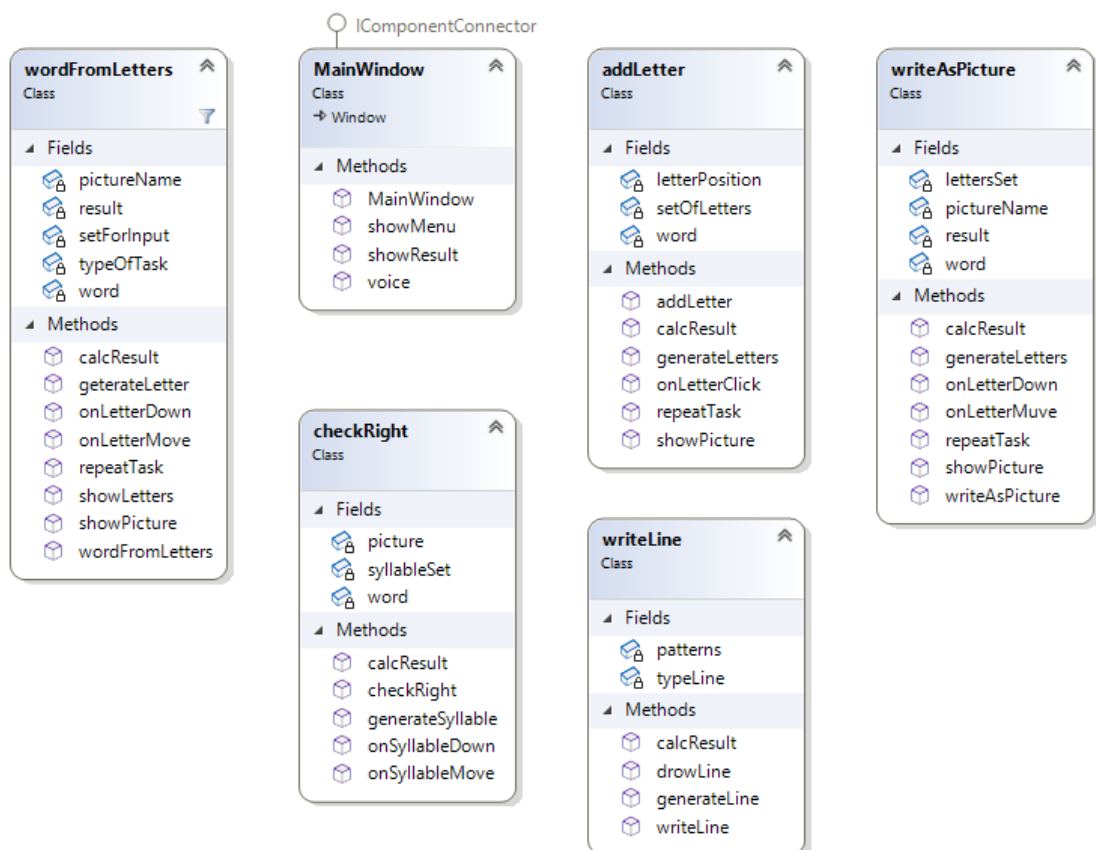 IComponentConnector
wordFromLetters
Class
Fields
pictureName
result
setForInput
typeOfTask
word
Methods
calcResult
geterateLetter
onLetterDown
onLetterMove
repeatTask
showLetters
showPicture
wordFromLetters
MainWindow
Class
Window
Methods
MainWindow
showMenu
showResult
voice
addLetter
Class
Fields
letterPosition
setOfLetters
word
Methods
addLetter
calcResult
generateLetters
onLetterClick
repeatTask
showPicture
writeAsPicture
Class
Fields
lettersSet
pictureName
result
word
Methods
calcResult
generateLetters
onLetterDown
onLetterMuve
repeatTask
showPicture
writeAsPicture
checkRight
Class
Fields
picture
syllableSet
word
Methods
calcResult
checkRight
generateSyllable
onSyllableDown
onSyllableMove
writeLine
Class
Fields
patterns
typeLine
Methods
calcResult
drowLine
generateLine
writeLine